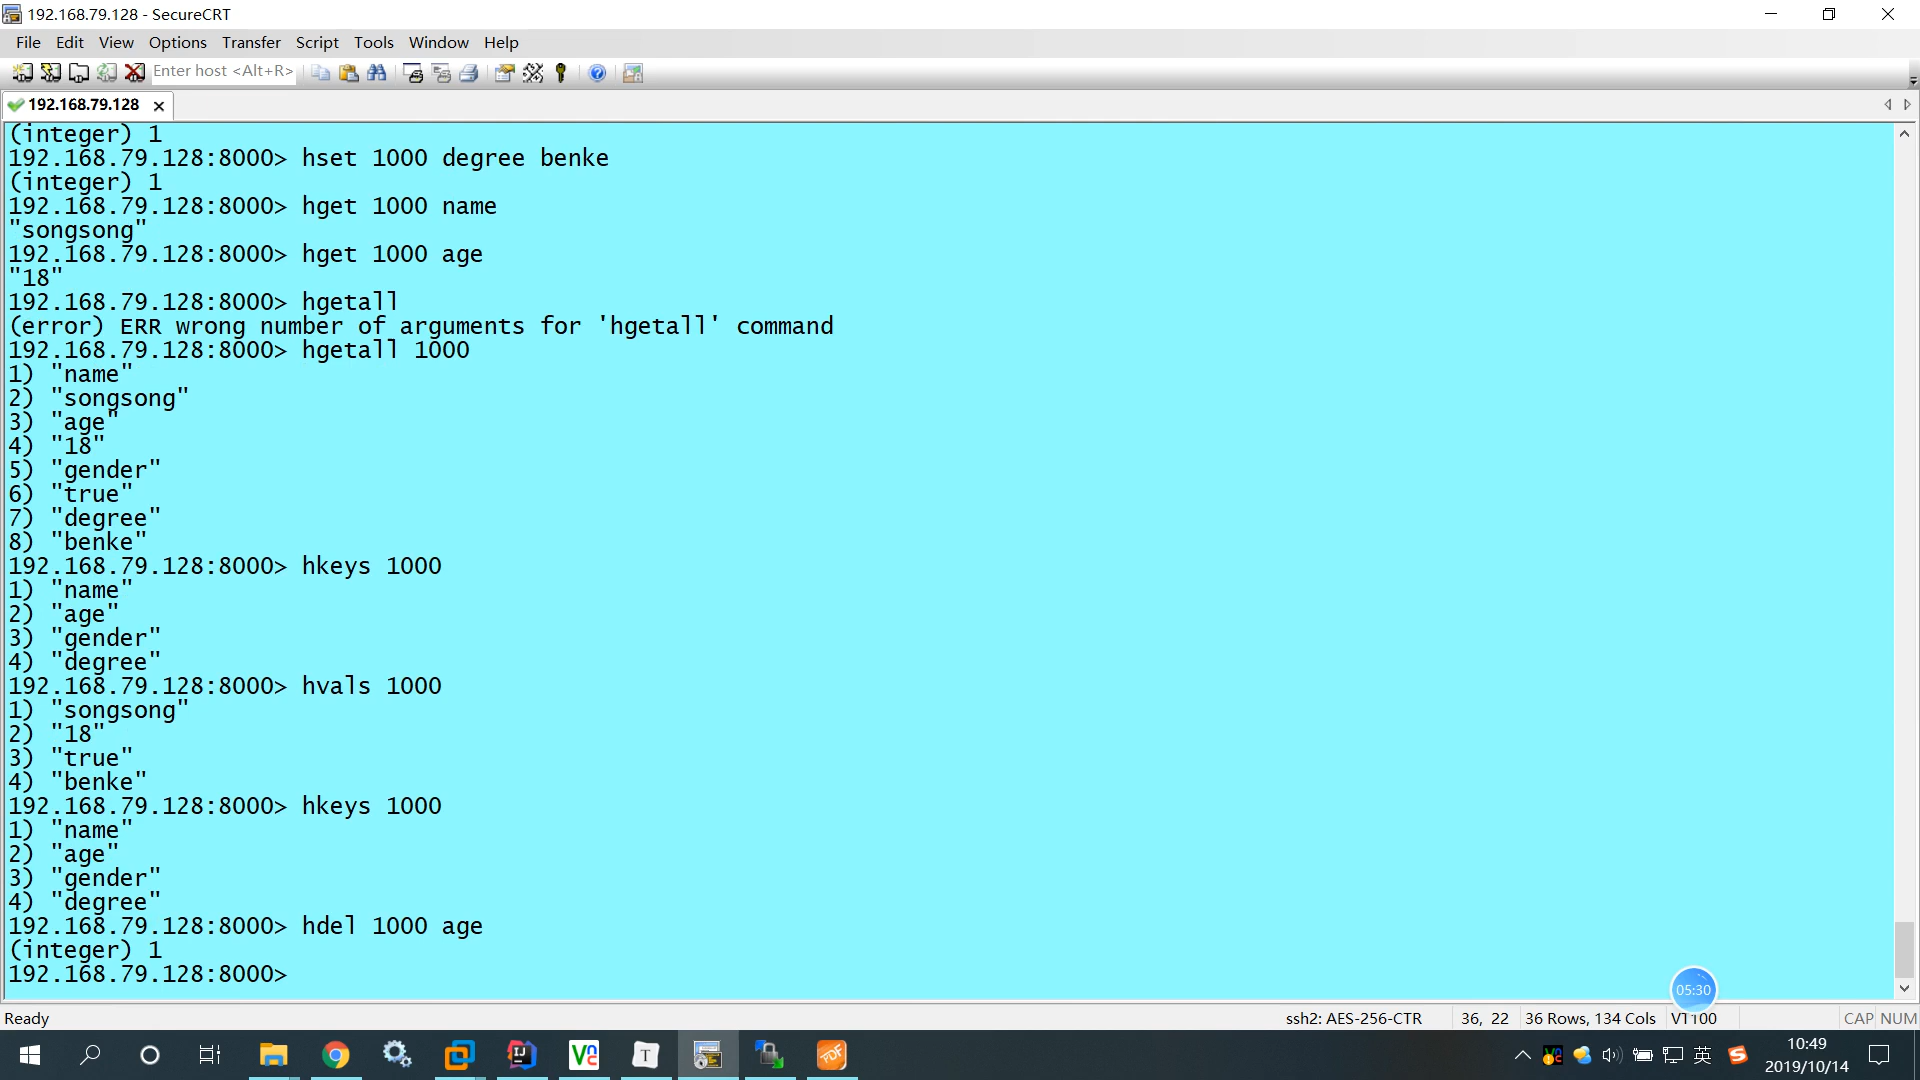 192.168.79.128 - SecureCRT
File Edit View Options Transfer Script Tools Window Help
Enter host <Alt+R>
192.168.79.128
(integer) 1
192.168.79.128:8000> hset 1000 degree benke
(integer) 1
192.168.79.128:8000> hget 1000 name
"songsong"
192.168.79.128:8000> hget 1000 age
"18"
192.168.79.128:8000> hgetall
(error) ERR wrong number of arguments for 'hgetall' command
192.168.79.128:8000> hgetall 1000
1) "name"
2) "songsong"
3) "age"
4) "18"
5) "gender"
6) "true"
7) "degree"
8) "benke"
192.168.79.128:8000> hkeys 1000
1) "name"
2) "age"
3) "gender"
4) "degree"
192.168.79.128:8000> hvals 1000
1) "songsong"
2) "18"
3) "true"
4) "benke"
192.168.79.128:8000> hkeys 1000
1) "name"
2) "age"
3) "gender"
4) "degree"
192.168.79.128:8000> hdel 1000 age
(integer) 1
192.168.79.128:8000>
05:30
Ready ssh2: AES-256-CTR 36, 22 36 Rows, 134 Cols VT100 CAP NUM
英
10:49
2019/10/14